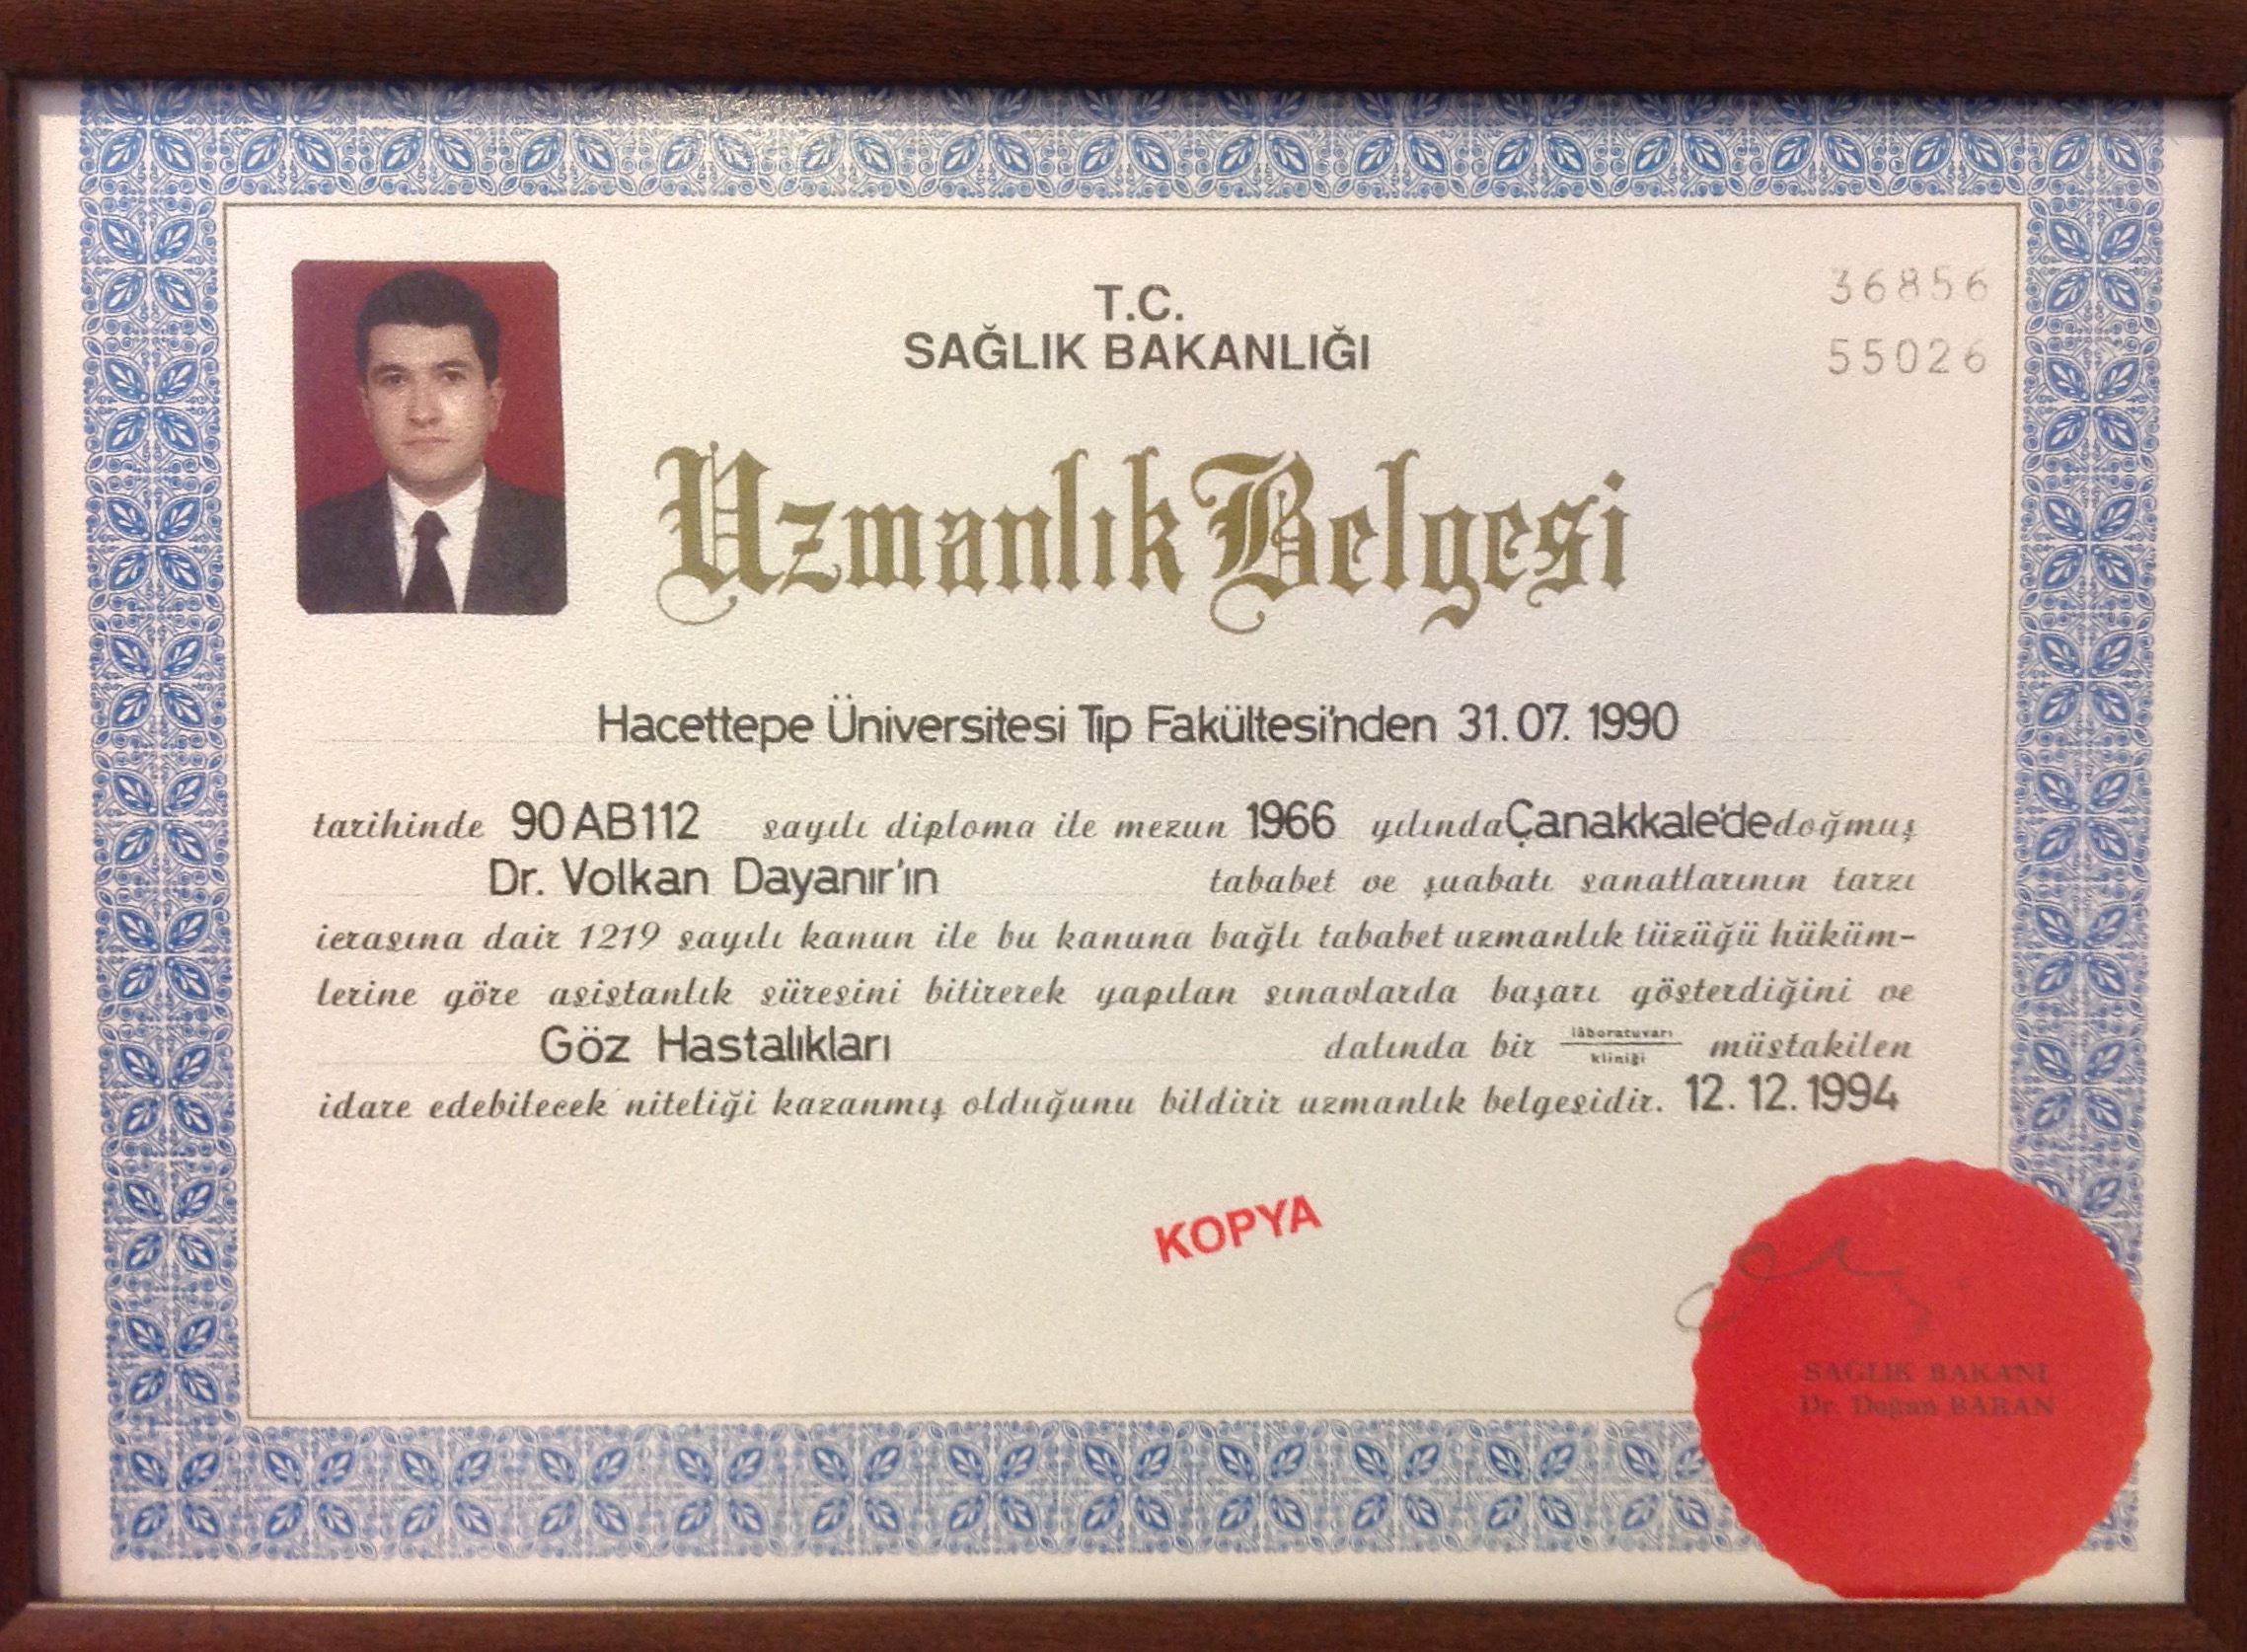 36856
55026
T.C.
SAĞLIK BAKANLIĞI
Uzmanlık Belgesi
Hacettepe Üniversitesi Tıp Fakültesi'nden 31.07.1990
tarihinde 90AB112 sayılı diploma ile mezun 1966 yılında Çanakkale'de doğmuş
Dr. Volkan Dayanır'ın tababet ve şuabatı sanatlarının tarzı
icrasına dair 1219 sayılı kanun ile bu kanuna bağlı tababet uzmanlık tüzüğü hüküm-
lerine göre asistanlık süresini bitirerek yapılan sınavlarda başarı gösterdiğini ve
Göz Hastalıkları dalında bir lâboratuvarı kliniği müstakilen
idare edebilecek niteliği kazanmış olduğunu bildirir uzmanlık belgesidir. 12.12.1994
KOPYA
SAĞLIK BAKANI
Dr. Doğan BARAN